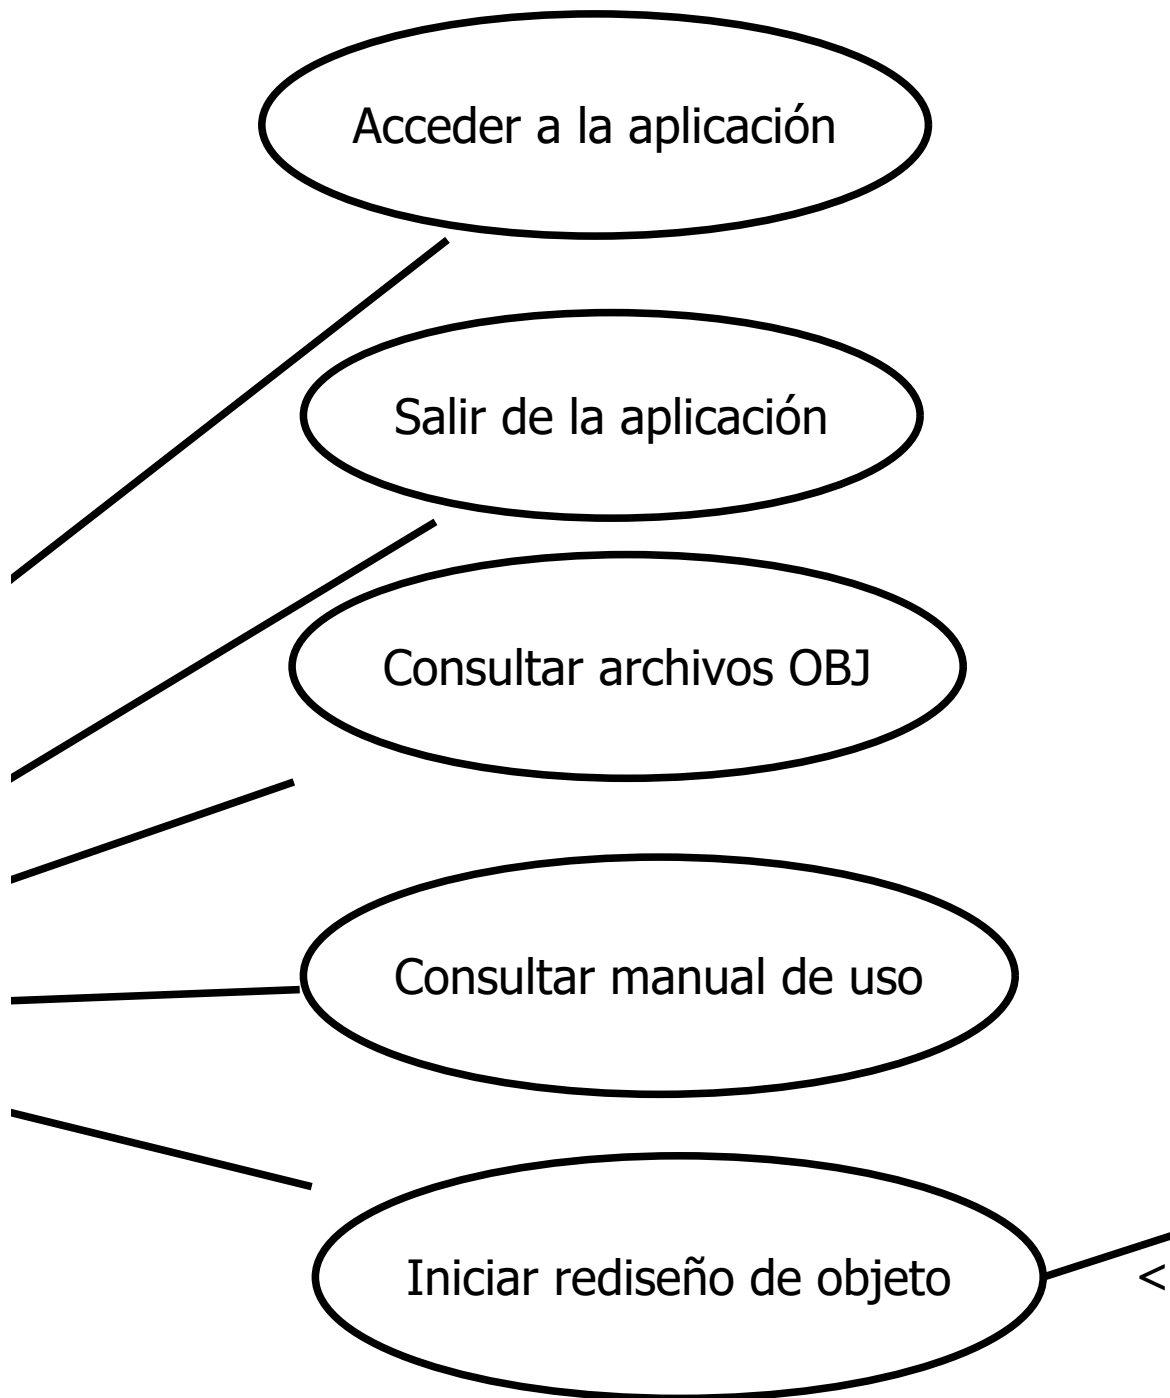 Acceder a la aplicación
Salir de la aplicación
Consultar archivos OBJ
Consultar manual de uso
Iniciar rediseño de objeto
<